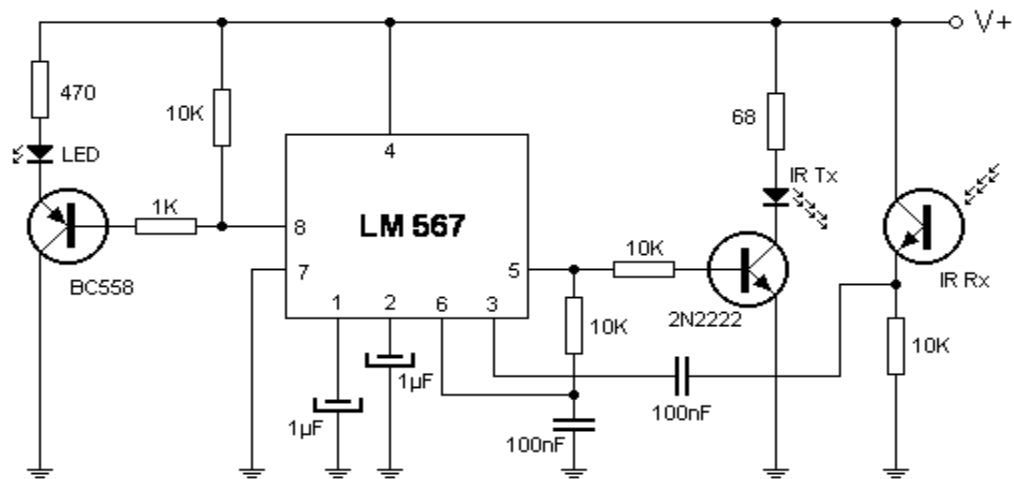 V+
470
10K
68
LED
4
IR Tx
1K
8
LM 567
10K
7
5
BC558
1
2
6
3
2N2222
IR Rx
10K
10K
1µF
1µF
100nF
100nF